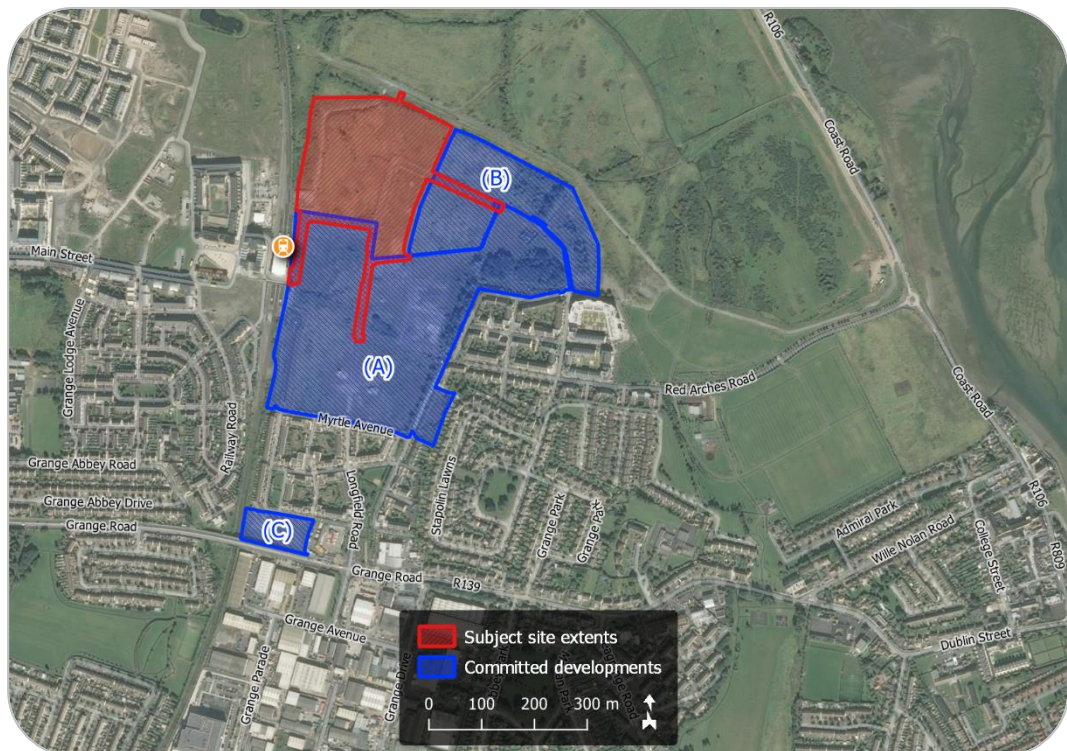 R106
Coast Road
(B)
Main Street
Grange Lodge Avenue
(A)
Red Arches Road
Coast Road
Myrtle Avenue
Railway Road
Grange Abbey Road
Longfield Road
Stapolin Lawns
Grange Abbey Drive
Grange Park
Grange Park
Admiral Park
R106
Grange Road
(C)
Wille Nolan Road
College Street
R809
Grange Road
R139
Grange Avenue
Dublin Street
Grange Parade
Grange Drive
Subject site extents
Committed developments
0 100 200 300 m